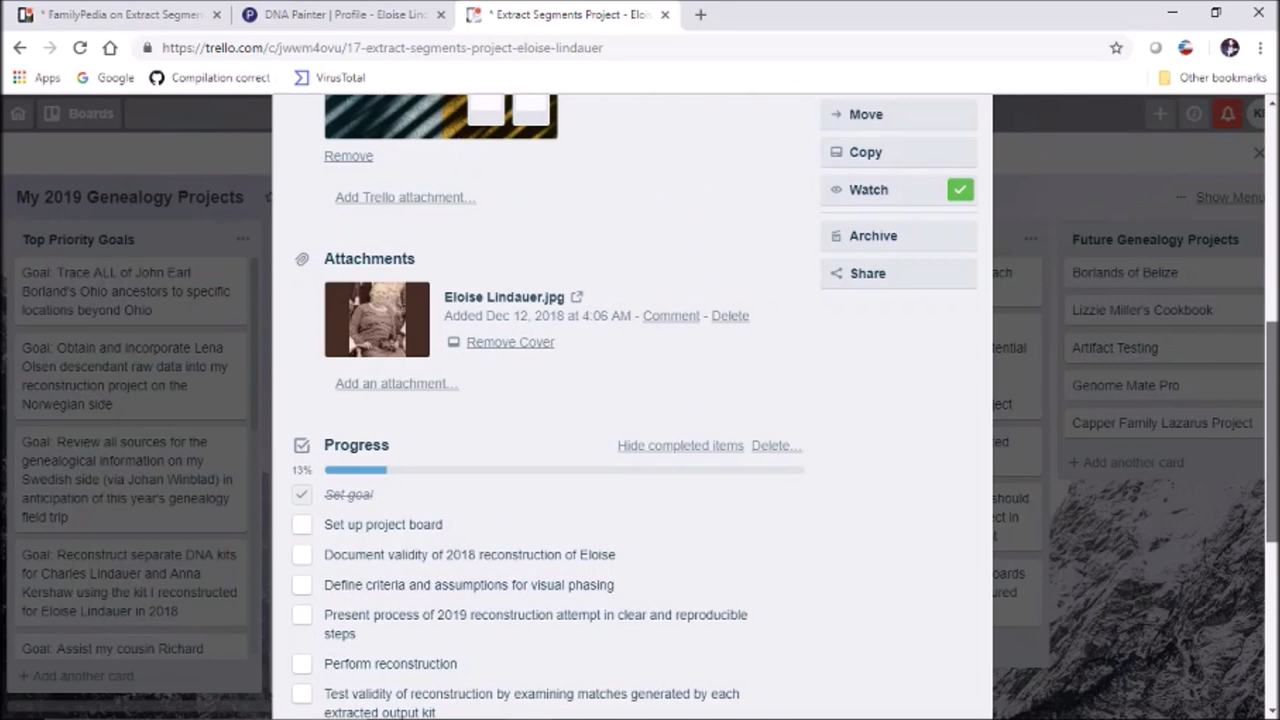 * FamilyPedia on Extract Segmen
DNA Painter | Profile - Eloise Lin
* Extract Segments Project - Eloi
https://trello.com/c/jwwm4ovu/17-extract-segments-project-eloise-lindauer
Apps
Google
Compilation correct
VirusTotal
Other bookmarks
Boards
My 2019 Genealogy Projects
Show Menu
Top Priority Goals
Goal: Trace ALL of John Earl
Borland's Ohio ancestors to specific
locations beyond Ohio
Goal: Obtain and incorporate Lena
Olsen descendant raw data into my
reconstruction project on the
Norwegian side
Goal: Review all sources for the
genealogical information on my
Swedish side (via Johan Winblad) in
anticipation of this year's genealogy
field trip
Goal: Reconstruct separate DNA kits
for Charles Lindauer and Anna
Kershaw using the kit I reconstructed
for Eloise Lindauer in 2018
Goal: Assist my cousin Richard
+ Add another card
Remove
Add Trello attachment...
Attachments
Eloise Lindauer.jpg
Added Dec 12, 2018 at 4:06 AM - Comment - Delete
Remove Cover
Add an attachment...
Progress
Hide completed items
Delete...
13%
Set goal
Set up project board
Document validity of 2018 reconstruction of Eloise
Define criteria and assumptions for visual phasing
Present process of 2019 reconstruction attempt in clear and reproducible
steps
Perform reconstruction
Test validity of reconstruction by examining matches generated by each
extracted output kit
Move
Copy
Watch
Archive
Share
Future Genealogy Projects
Borlands of Belize
Lizzie Miller's Cookbook
Artifact Testing
Genome Mate Pro
Capper Family Lazarus Project
+ Add another card